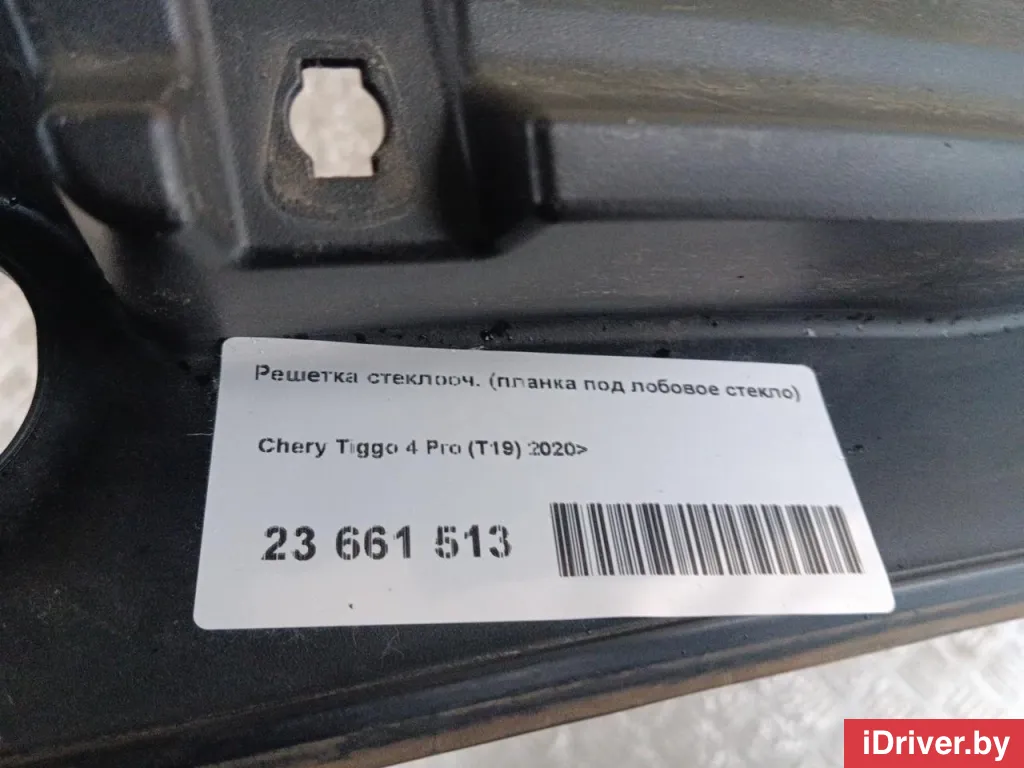 Решетка стеклооч. (планка под лобовое стекло)
Chery Tiggo 4 Pro (T19) 2020>
23 661 513
iDriver.by